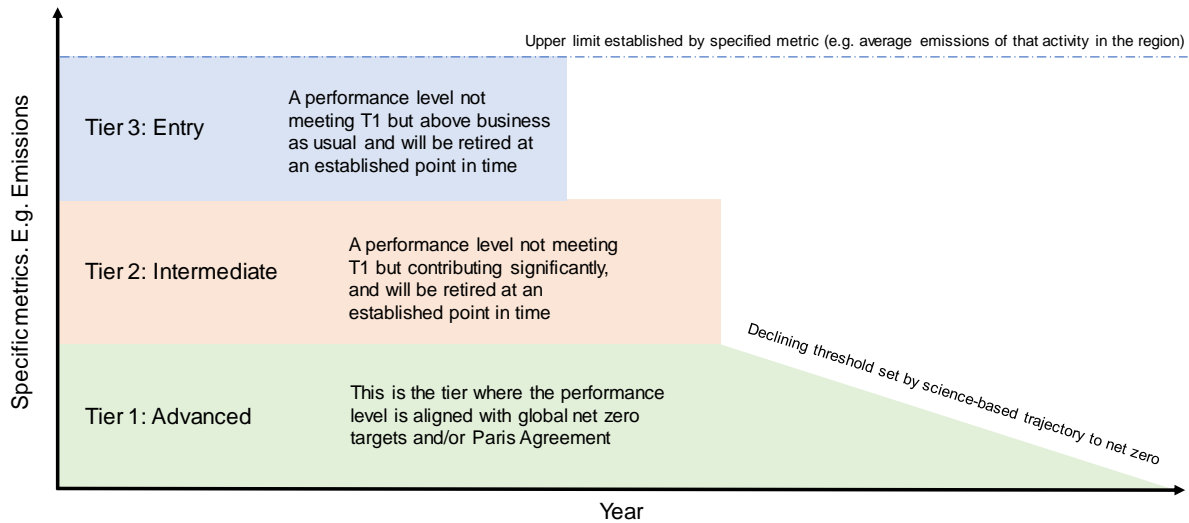 Upper limit established by specified metric (e.g. average emissions of that activity in the region)
Specific metrics. E.g. Emissions
Tier 3: Entry
A performance level not
meeting T1 but above business
as usual and will be retired at
an established point in time
Tier 2: Intermediate
A performance level not meeting
T1 but contributing significantly,
and will be retired at an
established point in time
Declining threshold set by science-based trajectory to net zero
Tier 1: Advanced
This is the tier where the performance
level is aligned with global net zero
targets and/or Paris Agreement
Year